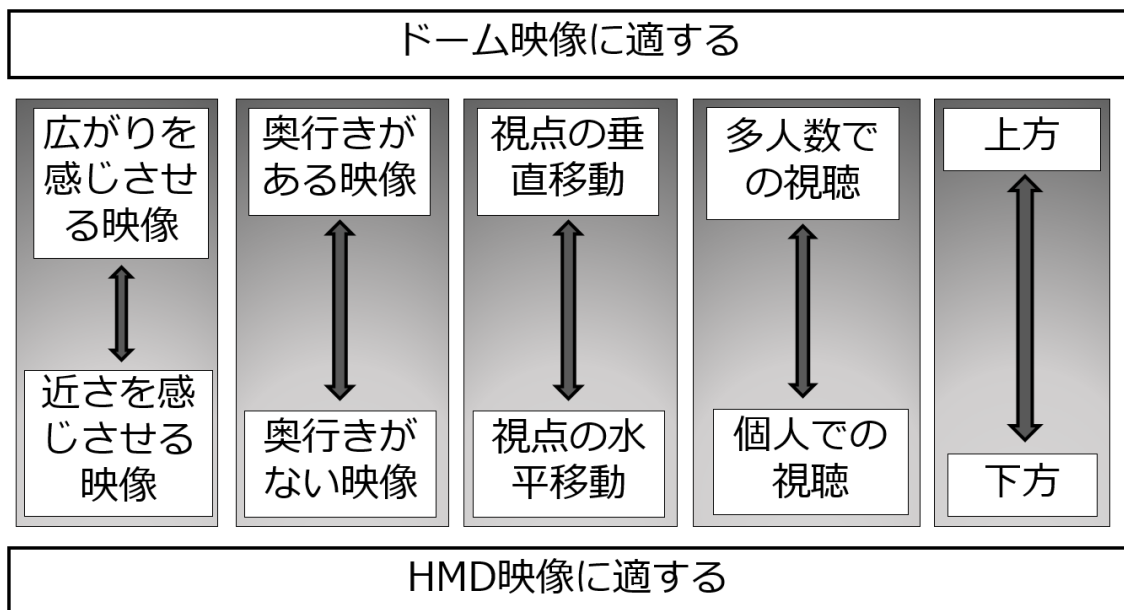 ドーム映像に適する
広がりを
感じさせ
る映像
奥行きが
ある映像
視点の垂
直移動
多人数で
の視聴
上方
近さを感
じさせる
映像
奥行きが
ない映像
視点の水
平移動
個人での
視聴
下方
HMD映像に適する